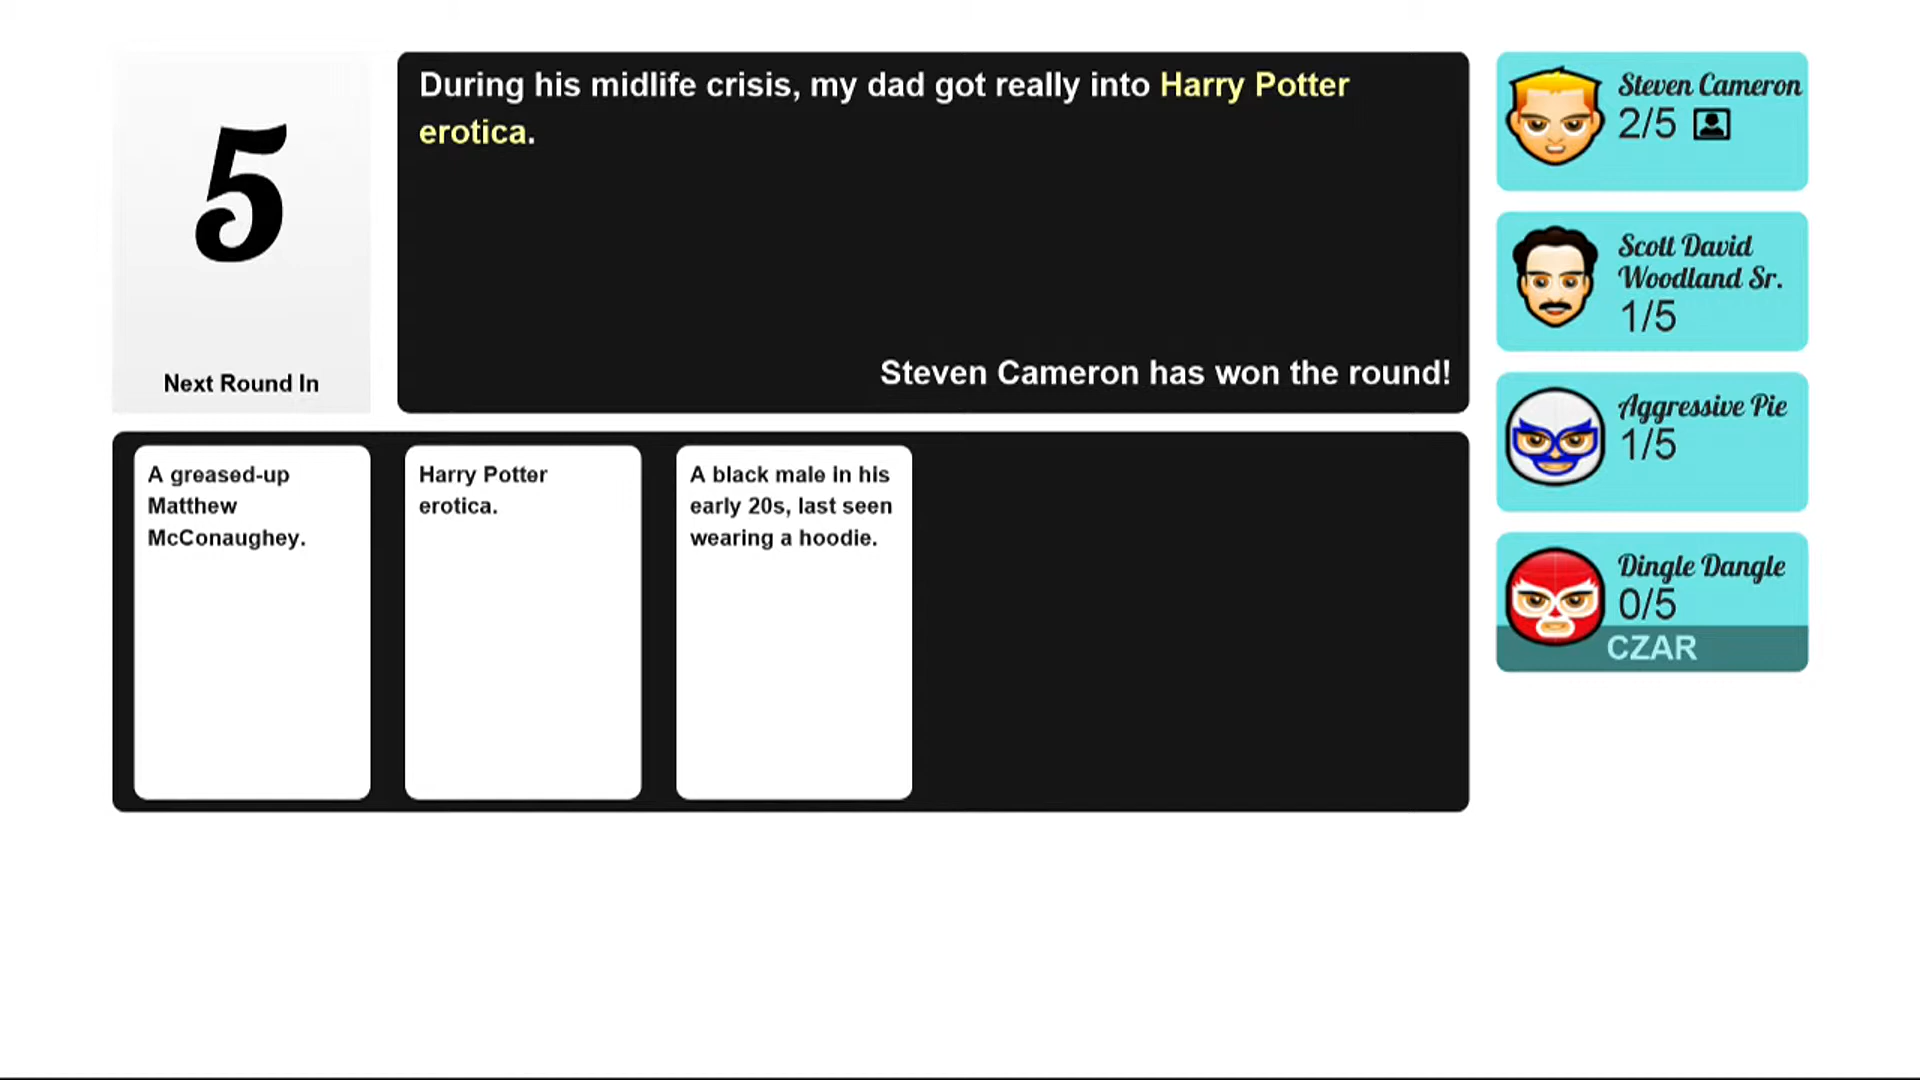 5
Next Round In
During his midlife crisis, my dad got really into Harry Potter
erotica.
Steven Cameron has won the round!
A greased-up
Matthew
McConaughey.
Harry Potter
erotica.
A black male in his
early 20s, last seen
wearing a hoodie.
Steven Cameron
2/5
Scott David
Woodland Sr.
1/5
Aggressive Pie
1/5
Dingle Dangle
0/5
CZAR